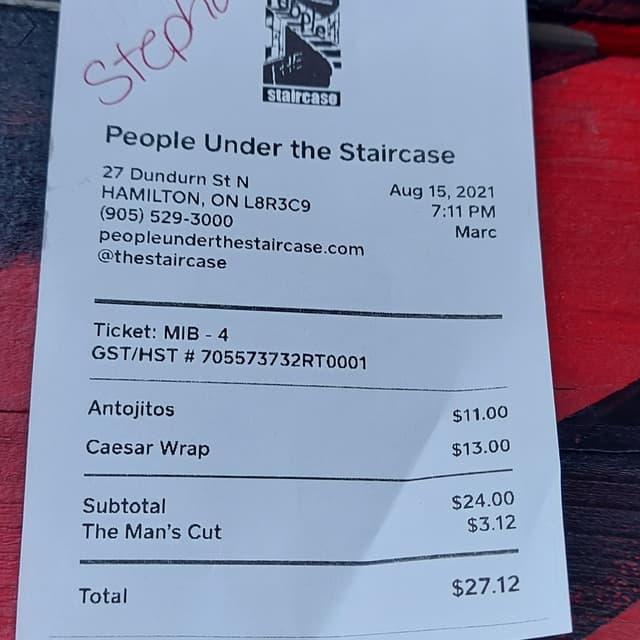 People
THE
staircase
People Under the Staircase
27 Dundurn St N
HAMILTON, ON L8R3C9
(905) 529-3000
peopleunderthestaircase.com
@thestaircase
Aug 15, 2021
7:11 PM
Marc
Ticket: MIB - 4
GST/HST # 705573732RT0001
Antojitos $11.00
Caesar Wrap $13.00
Subtotal $24.00
The Man's Cut $3.12
Total $27.12